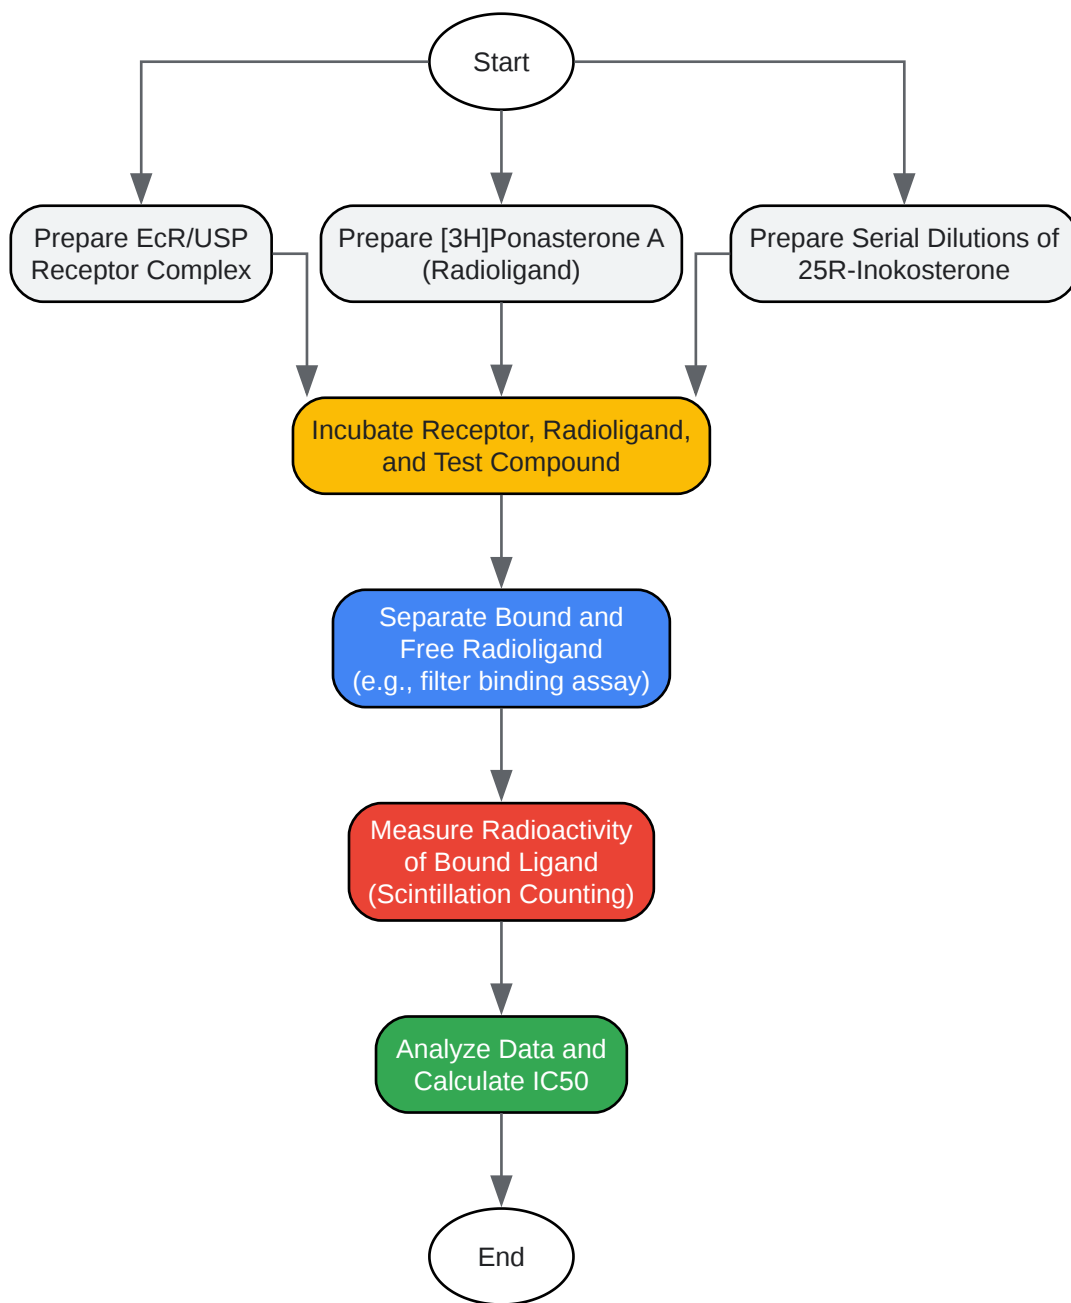 Start
Prepare EcR/USP
Receptor Complex
Prepare [3H]Ponasterone A
(Radioligand)
Prepare Serial Dilutions of
25R-Inokosterone
Incubate Receptor, Radioligand,
and Test Compound
Separate Bound and
Free Radioligand
(e.g., filter binding assay)
Measure Radioactivity
of Bound Ligand
(Scintillation Counting)
Analyze Data and
Calculate IC50
End